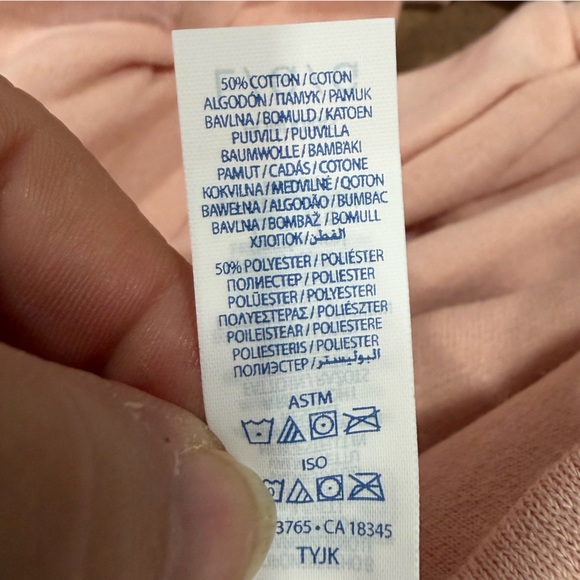 50% COTTON / COTON
ALGODÓN / ПАМУК / PAMUK
BAVLNA / BOMULD / KATOEN
PUUVILL / PUUVILLA
BAUMWOLLE / BAMBAKI
PAMUT / CADÁS / COTONE
KOKVILNA / MEDVILNĖ / QOTON
BAWEŁNA / ALGODÃO / BUMBAC
BAVLNA / BOMBAŽ / BOMULL
ХЛОПОК / القطن
50% POLYESTER / POLIÉSTER
ПОЛИЕСТЕР / POLIESTER
POLÜESTER / POLYESTERI
ΠΟΛΥΕΣΤΕΡΑΣ / POLIÉSZTER
POILEISTEAR / POLIESTERE
POLIESTERIS / POLIESTER
ПОЛИЭСТЕР / البوليستر
ASTM
ISO
3765 • CA 18345
TYJK